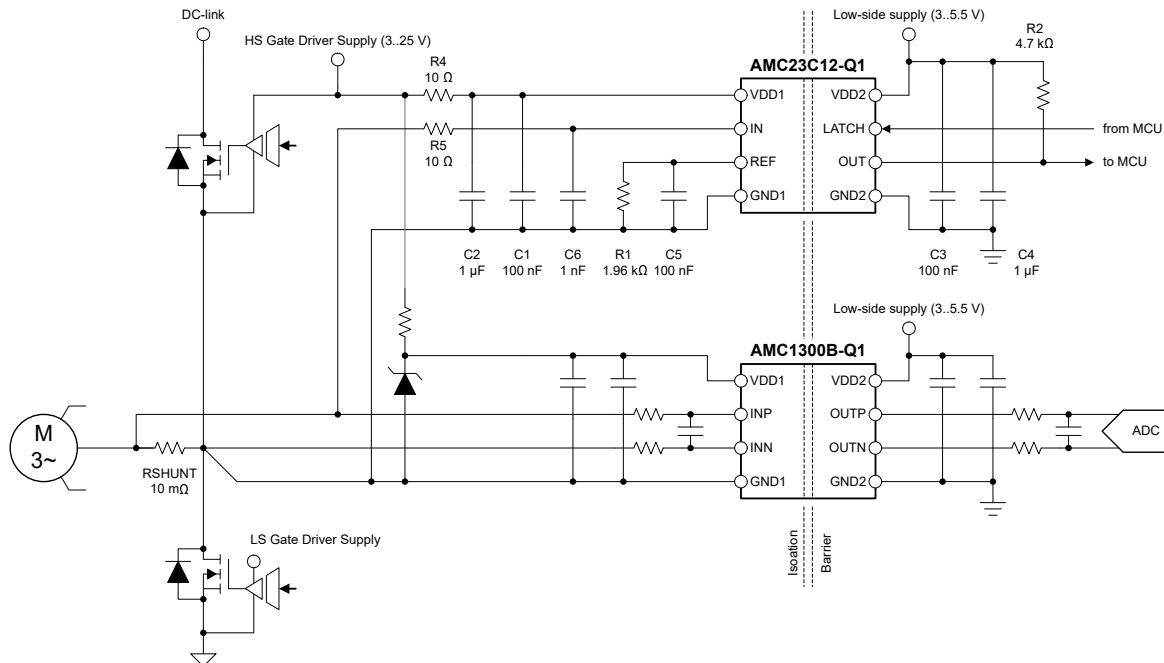 DC-link
HS Gate Driver Supply (3..25 V)
R4
10 Ω
R5
10 Ω
C2
1 µF
C1
100 nF
C6
1 nF
R1
1.96 kΩ
C5
100 nF
AMC23C12-Q1
VDD1
IN
REF
GND1
VDD2
LATCH
OUT
GND2
Low-side supply (3..5.5 V)
R2
4.7 kΩ
from MCU
to MCU
C3
100 nF
C4
1 µF
Low-side supply (3..5.5 V)
AMC1300B-Q1
VDD1
INP
INN
GND1
VDD2
OUTP
OUTN
GND2
ADC
M
3~
RSHUNT
10 mΩ
LS Gate Driver Supply
Isoation
Barrier